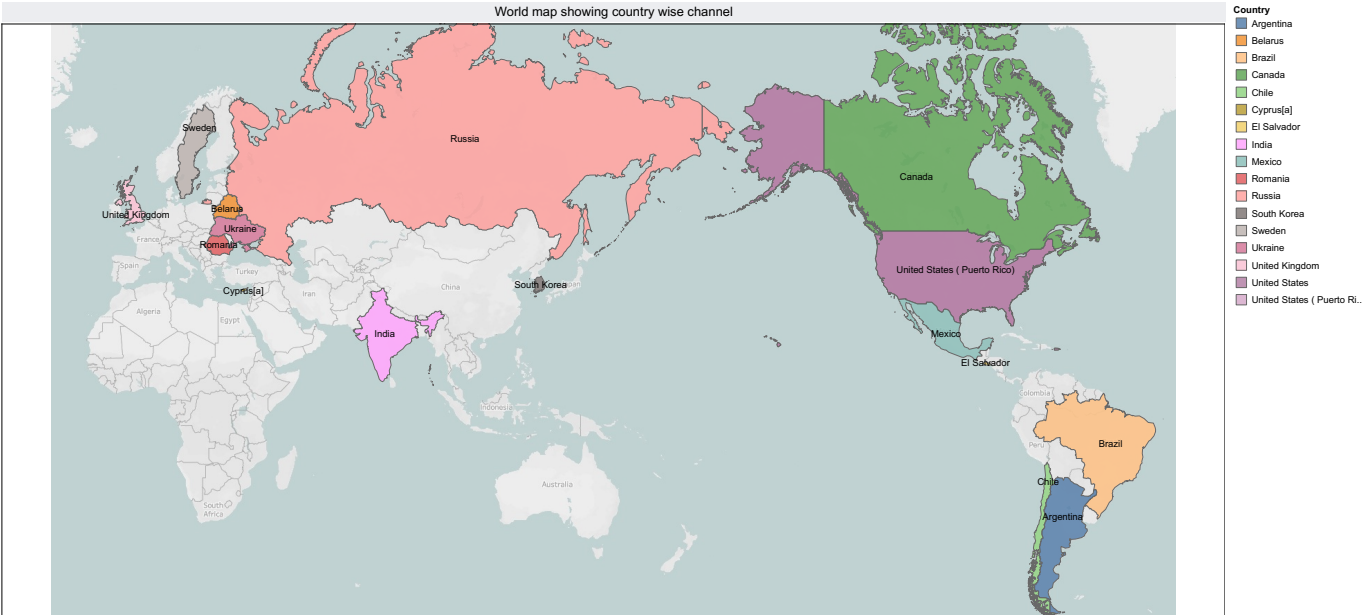 World map showing country wise channel
Country
Argentina
Belarus
Brazil
Canada
Chile
Cyprus[a]
El Salvador
India
Mexico
Romania
Russia
South Korea
Sweden
Ukraine
United Kingdom
United States
United States ( Puerto Ri..
Sweden
Russia
Canada
United Kingdom
Belarus
Ukraine
France
Romania
Spain
Turkey
United States ( Puerto Rico)
South Korea
China
Cyprus[a]
Iran
Algeria
Egypt
India
Mexico
El Salvador
olombia
Indonesia
Peru
Brazil
Chile
Australia
South
Africa
Argentina